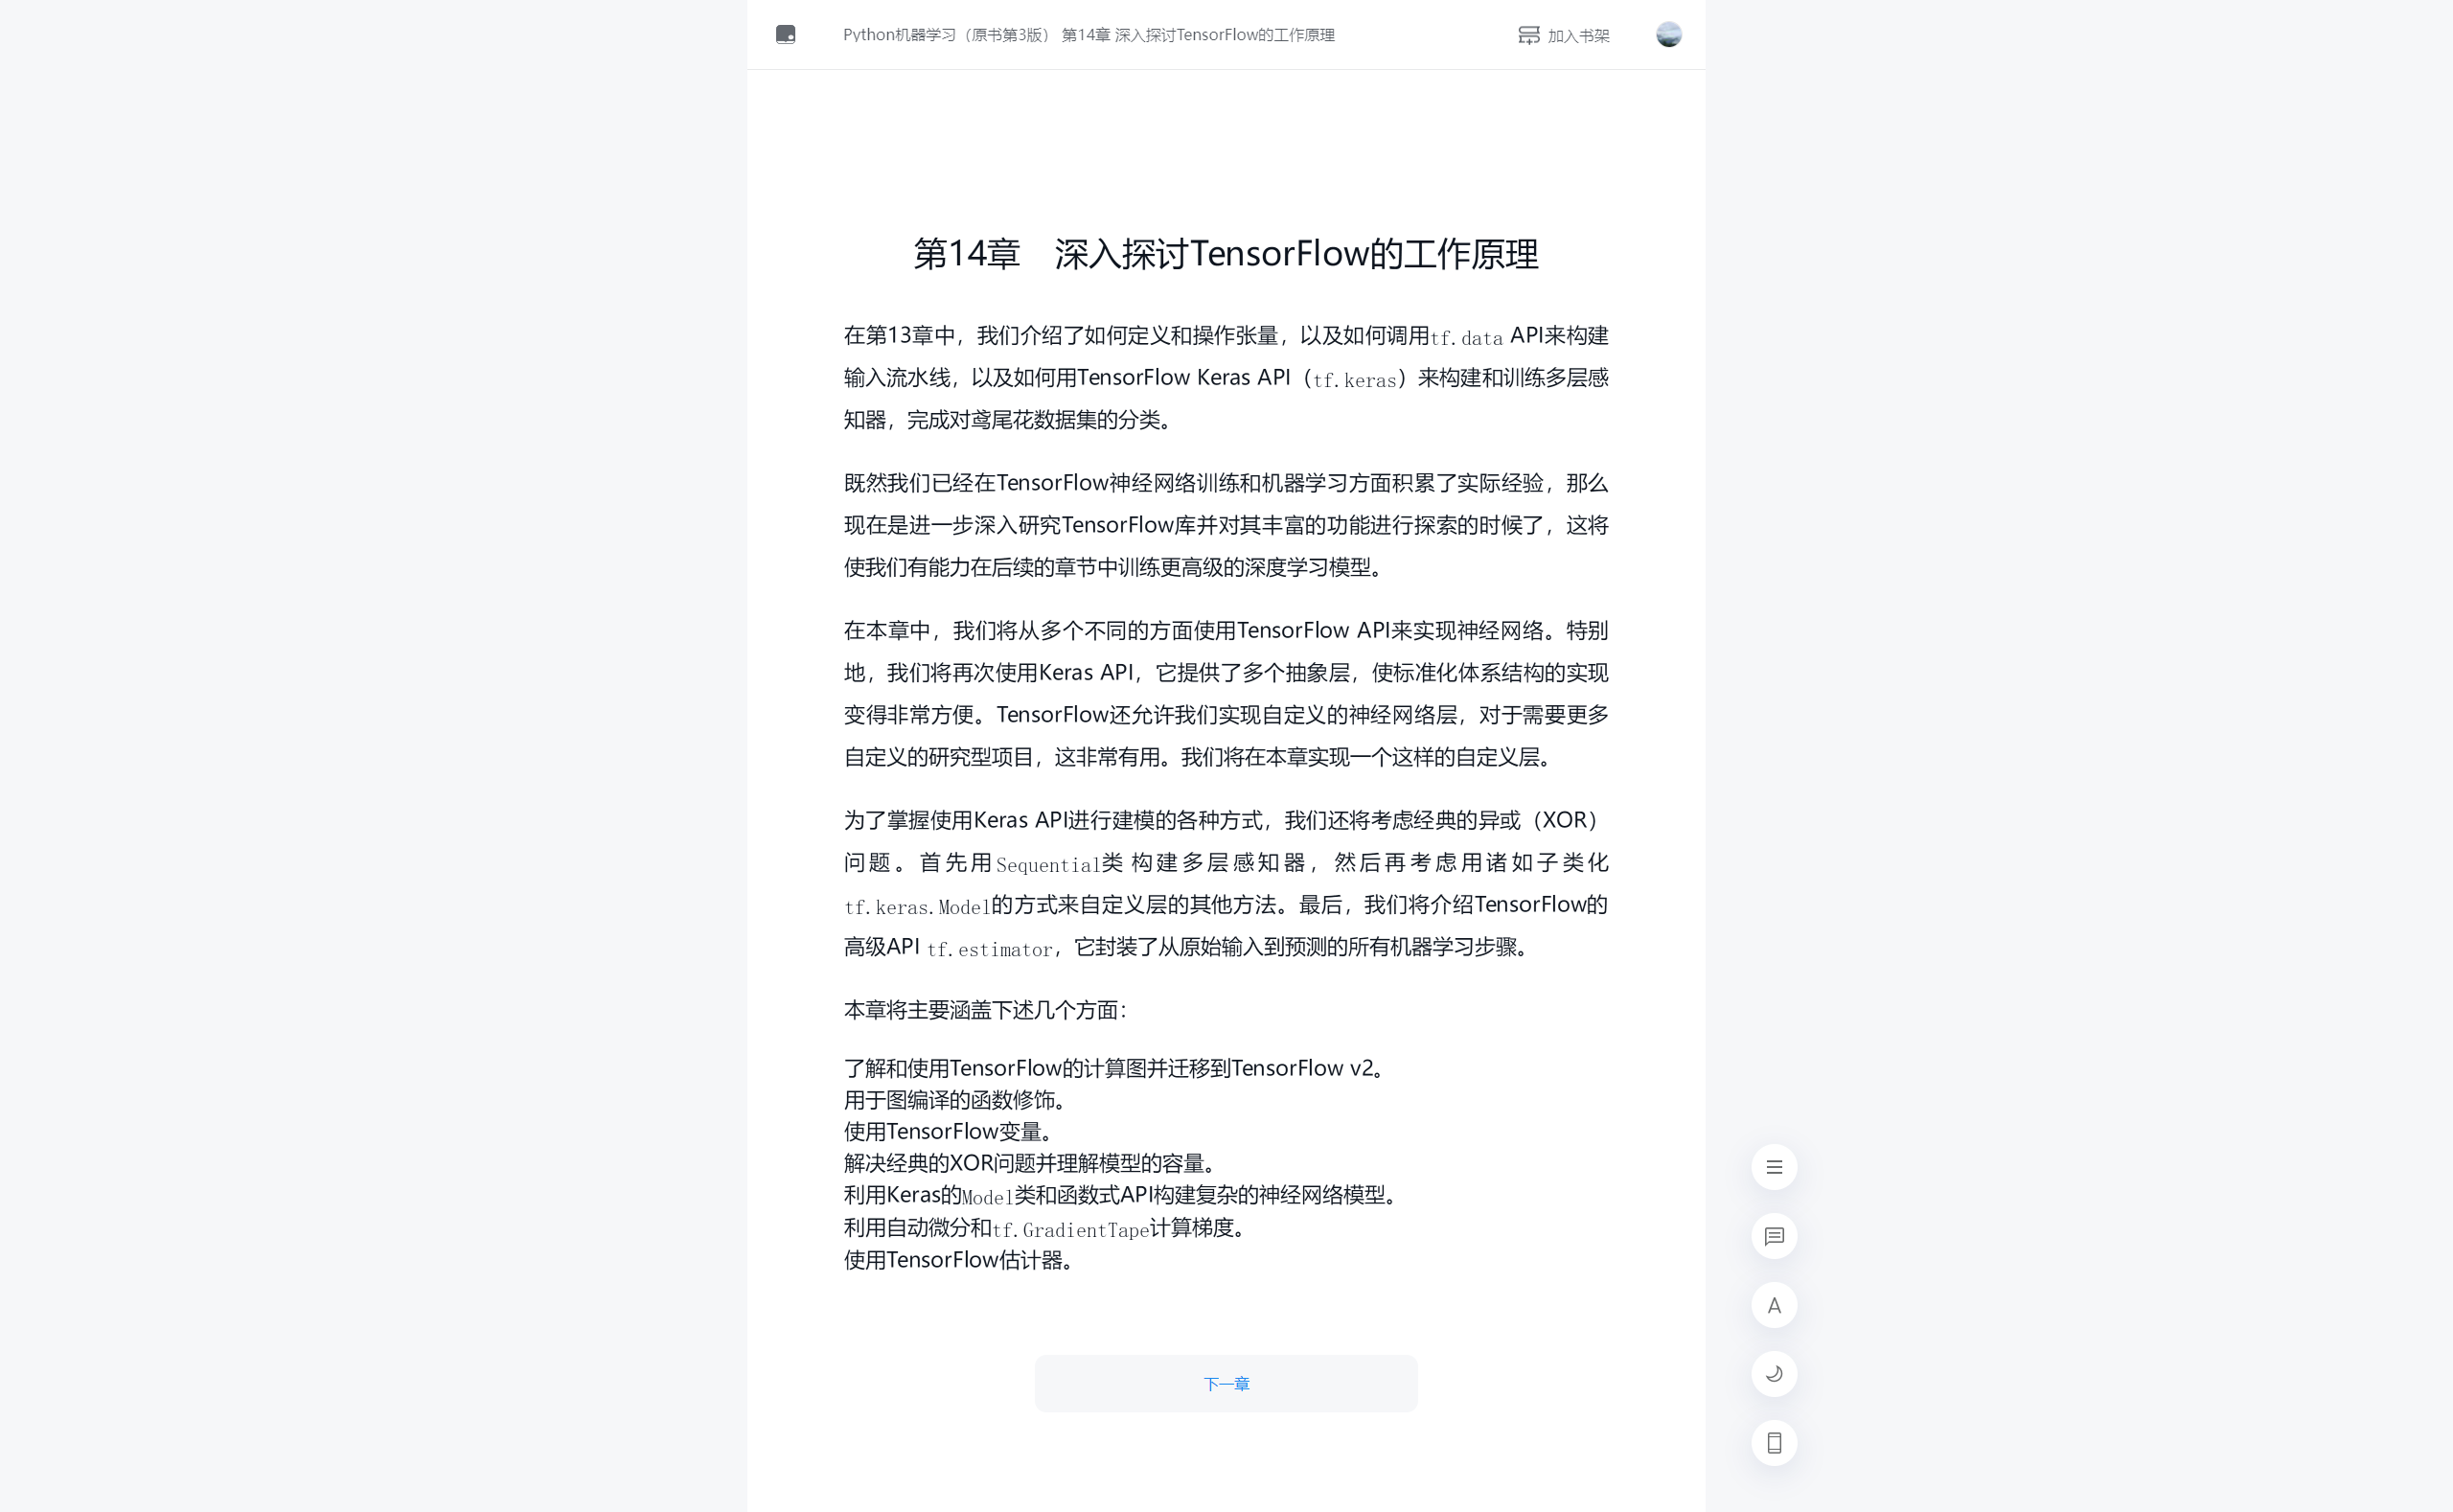 Python机器学习（原书第3版） 第14章 深入探讨TensorFlow的工作原理
加入书架
第14章　深入探讨TensorFlow的工作原理
在第13章中，我们介绍了如何定义和操作张量，以及如何调用tf.data API来构建
输入流水线，以及如何用TensorFlow Keras API（tf.keras）来构建和训练多层感
知器，完成对鸢尾花数据集的分类。
既然我们已经在TensorFlow神经网络训练和机器学习方面积累了实际经验，那么
现在是进一步深入研究TensorFlow库并对其丰富的功能进行探索的时候了，这将
使我们有能力在后续的章节中训练更高级的深度学习模型。
在本章中，我们将从多个不同的方面使用TensorFlow API来实现神经网络。特别
地，我们将再次使用Keras API，它提供了多个抽象层，使标准化体系结构的实现
变得非常方便。TensorFlow还允许我们实现自定义的神经网络层，对于需要更多
自定义的研究型项目，这非常有用。我们将在本章实现一个这样的自定义层。
为了掌握使用Keras API进行建模的各种方式，我们还将考虑经典的异或（XOR）
问题。首先用Sequential类构建多层感知器，然后再考虑用诸如子类化
tf.keras.Model的方式来自定义层的其他方法。最后，我们将介绍TensorFlow的
高级API tf.estimator，它封装了从原始输入到预测的所有机器学习步骤。
本章将主要涵盖下述几个方面：
了解和使用TensorFlow的计算图并迁移到TensorFlow v2。
用于图编译的函数修饰。
使用TensorFlow变量。
解决经典的XOR问题并理解模型的容量。
利用Keras的Model类和函数式API构建复杂的神经网络模型。
利用自动微分和tf.GradientTape计算梯度。
使用TensorFlow估计器。
A
下一章